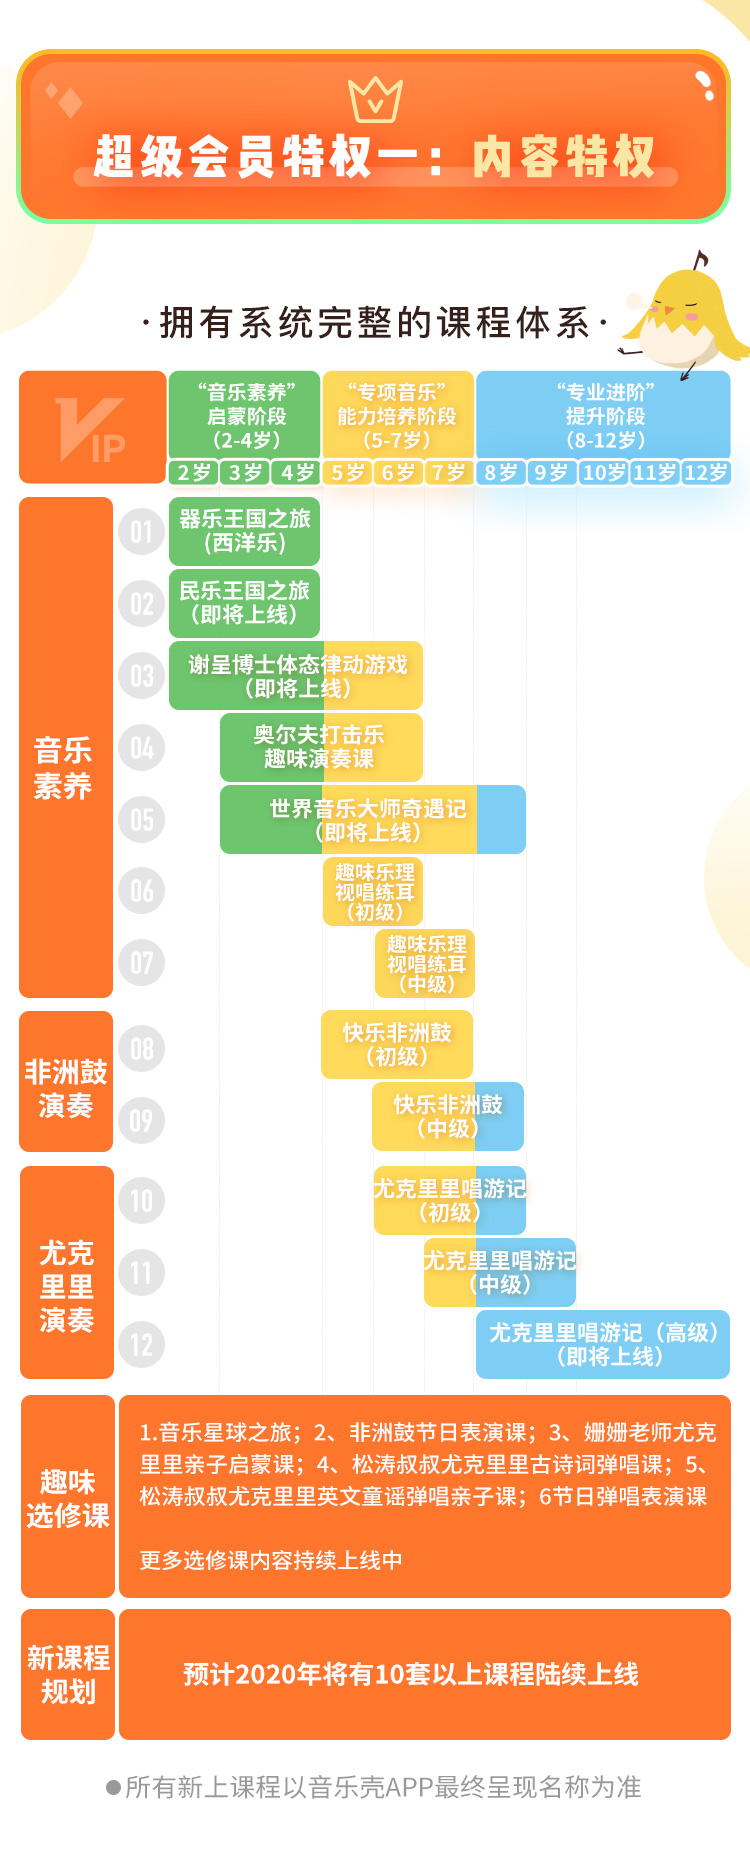 超级会员特权一：内容特权
·拥有系统完整的课程体系·
VIP
“音乐素养”
启蒙阶段
（2-4岁）
“专项音乐”
能力培养阶段
（5-7岁）
“专业进阶”
提升阶段
（8-12岁）
2岁 3岁 4岁 5岁 6岁 7岁 8岁 9岁 10岁 11岁 12岁
音乐
素养
01
器乐王国之旅
(西洋乐)
02
民乐王国之旅
（即将上线）
03
谢呈博士体态律动游戏
（即将上线）
04
奥尔夫打击乐
趣味演奏课
05
世界音乐大师奇遇记
（即将上线）
06
趣味乐理
视唱练耳
（初级）
07
趣味乐理
视唱练耳
（中级）
非洲鼓
演奏
08
快乐非洲鼓
（初级）
09
快乐非洲鼓
（中级）
尤克
里里
演奏
10
尤克里里唱游记
（初级）
11
尤克里里唱游记
（中级）
12
尤克里里唱游记（高级）
（即将上线）
趣味
选修课
1.音乐星球之旅；2、非洲鼓节日表演课；3、姗姗老师尤克
里里亲子启蒙课；4、松涛叔叔尤克里里古诗词弹唱课；5、
松涛叔叔尤克里里英文童谣弹唱亲子课；6节日弹唱表演课
更多选修课内容持续上线中
新课程
规划
预计2020年将有10套以上课程陆续上线
●所有新上课程以音乐壳APP最终呈现名称为准